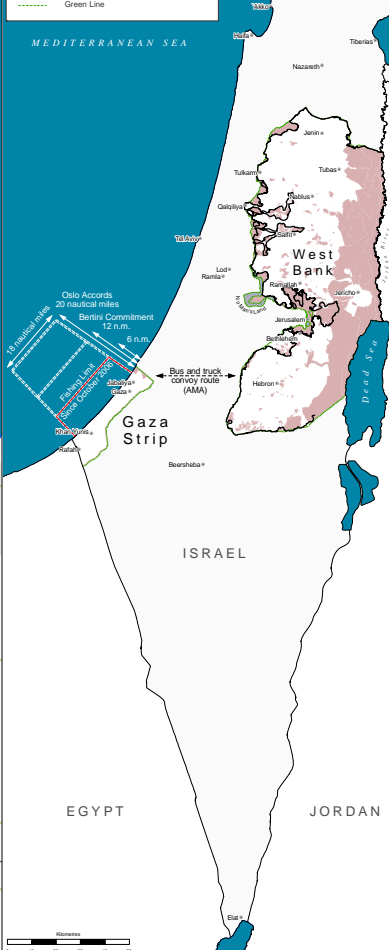 Green Line
'Akko
Haifa
Tiberias
MEDITERRANEAN SEA
Nazareth
Jenin
Tulkarm
Tubas
Qalqiliya
Nablus
Salfit
Tel Aviv
West
Bank
Lod
Ramla
Ramallah
Jericho
No Man's Land
Jerusalem
Bethlehem
Dead Sea
Oslo Accords
20 nautical miles
18 nautical miles
Bertini Commitment
12 n.m.
6 n.m.
Fishing Limit
Since October 2006
Bus and truck
convoy route
(AMA)
Jabaliya
Gaza
Hebron
Gaza
Strip
Khan Yunis
Rafah
Beersheba
ISRAEL
EGYPT
JORDAN
Elat
Kilometres